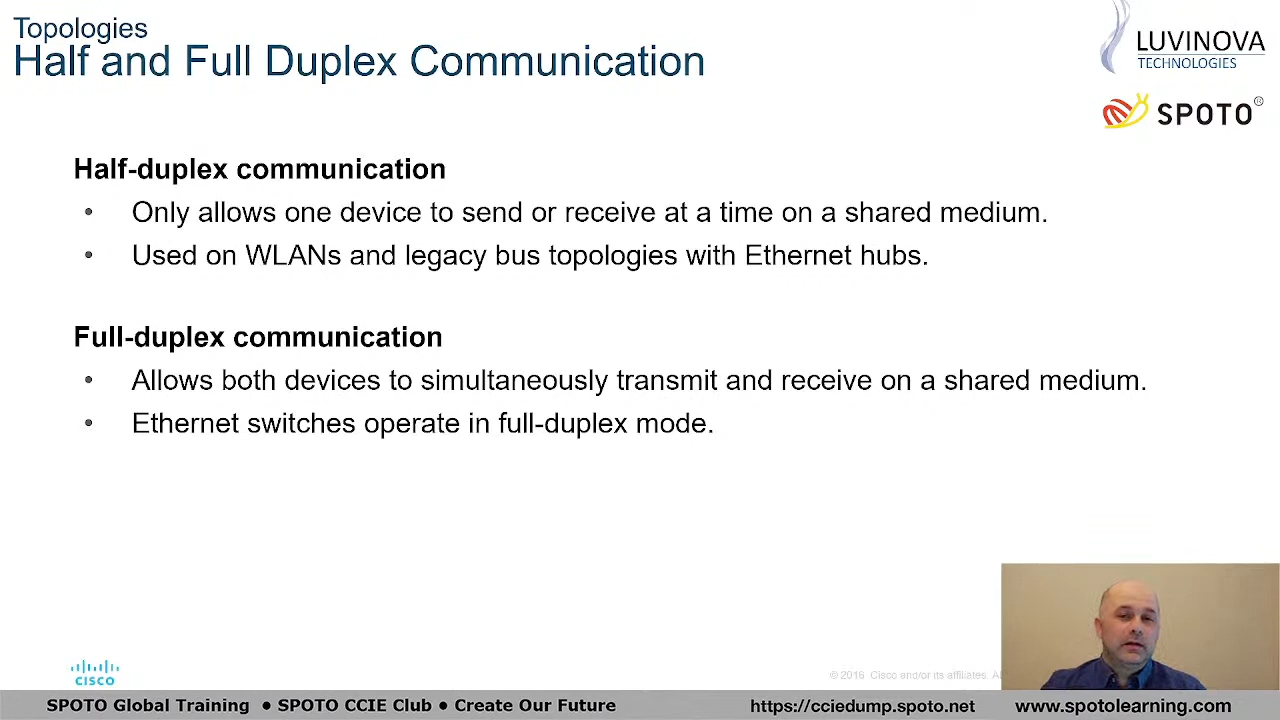 Topologies
Half and Full Duplex Communication
LUVINOVA
TECHNOLOGIES
SPOTO®
Half-duplex communication
• Only allows one device to send or receive at a time on a shared medium.
• Used on WLANs and legacy bus topologies with Ethernet hubs.
Full-duplex communication
• Allows both devices to simultaneously transmit and receive on a shared medium.
• Ethernet switches operate in full-duplex mode.
CISCO
© 2016 Cisco and/or its affiliates.
SPOTO Global Training ● SPOTO CCIE Club ● Create Our Future https://cciedump.spoto.net www.spotolearning.com